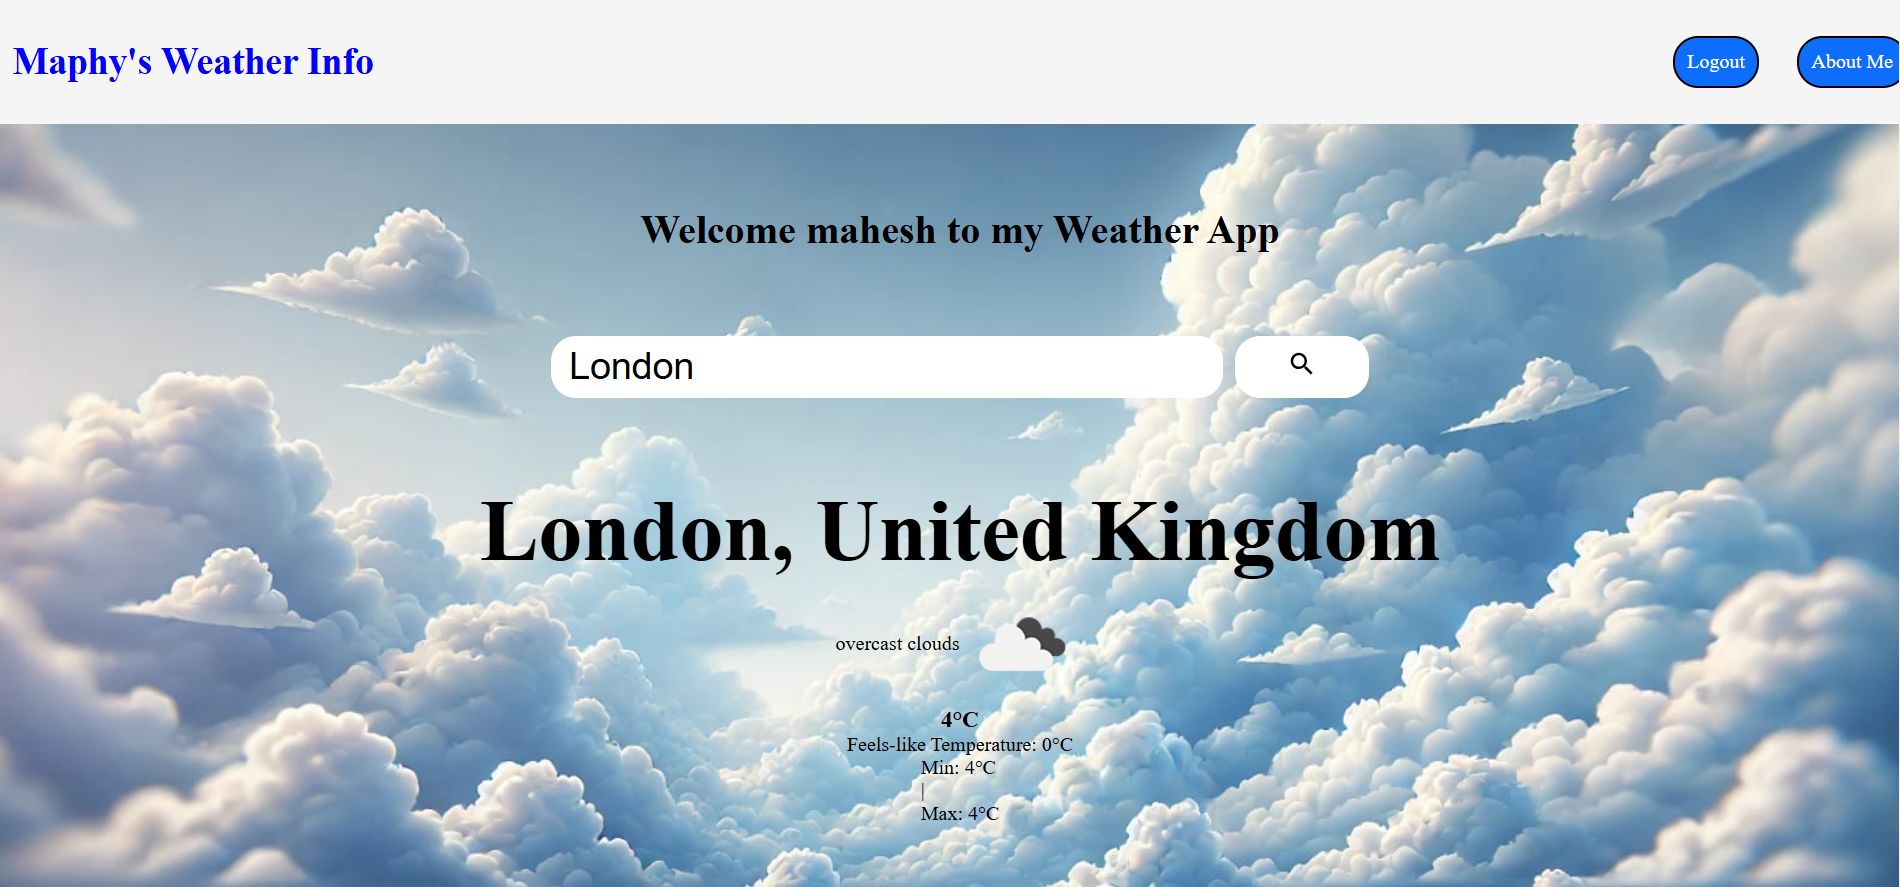 Maphy's Weather Info
Logout
About Me
Welcome mahesh to my Weather App
London
London, United Kingdom
overcast clouds
4°C
Feels-like Temperature: 0°C
Min: 4°C
|
Max: 4°C